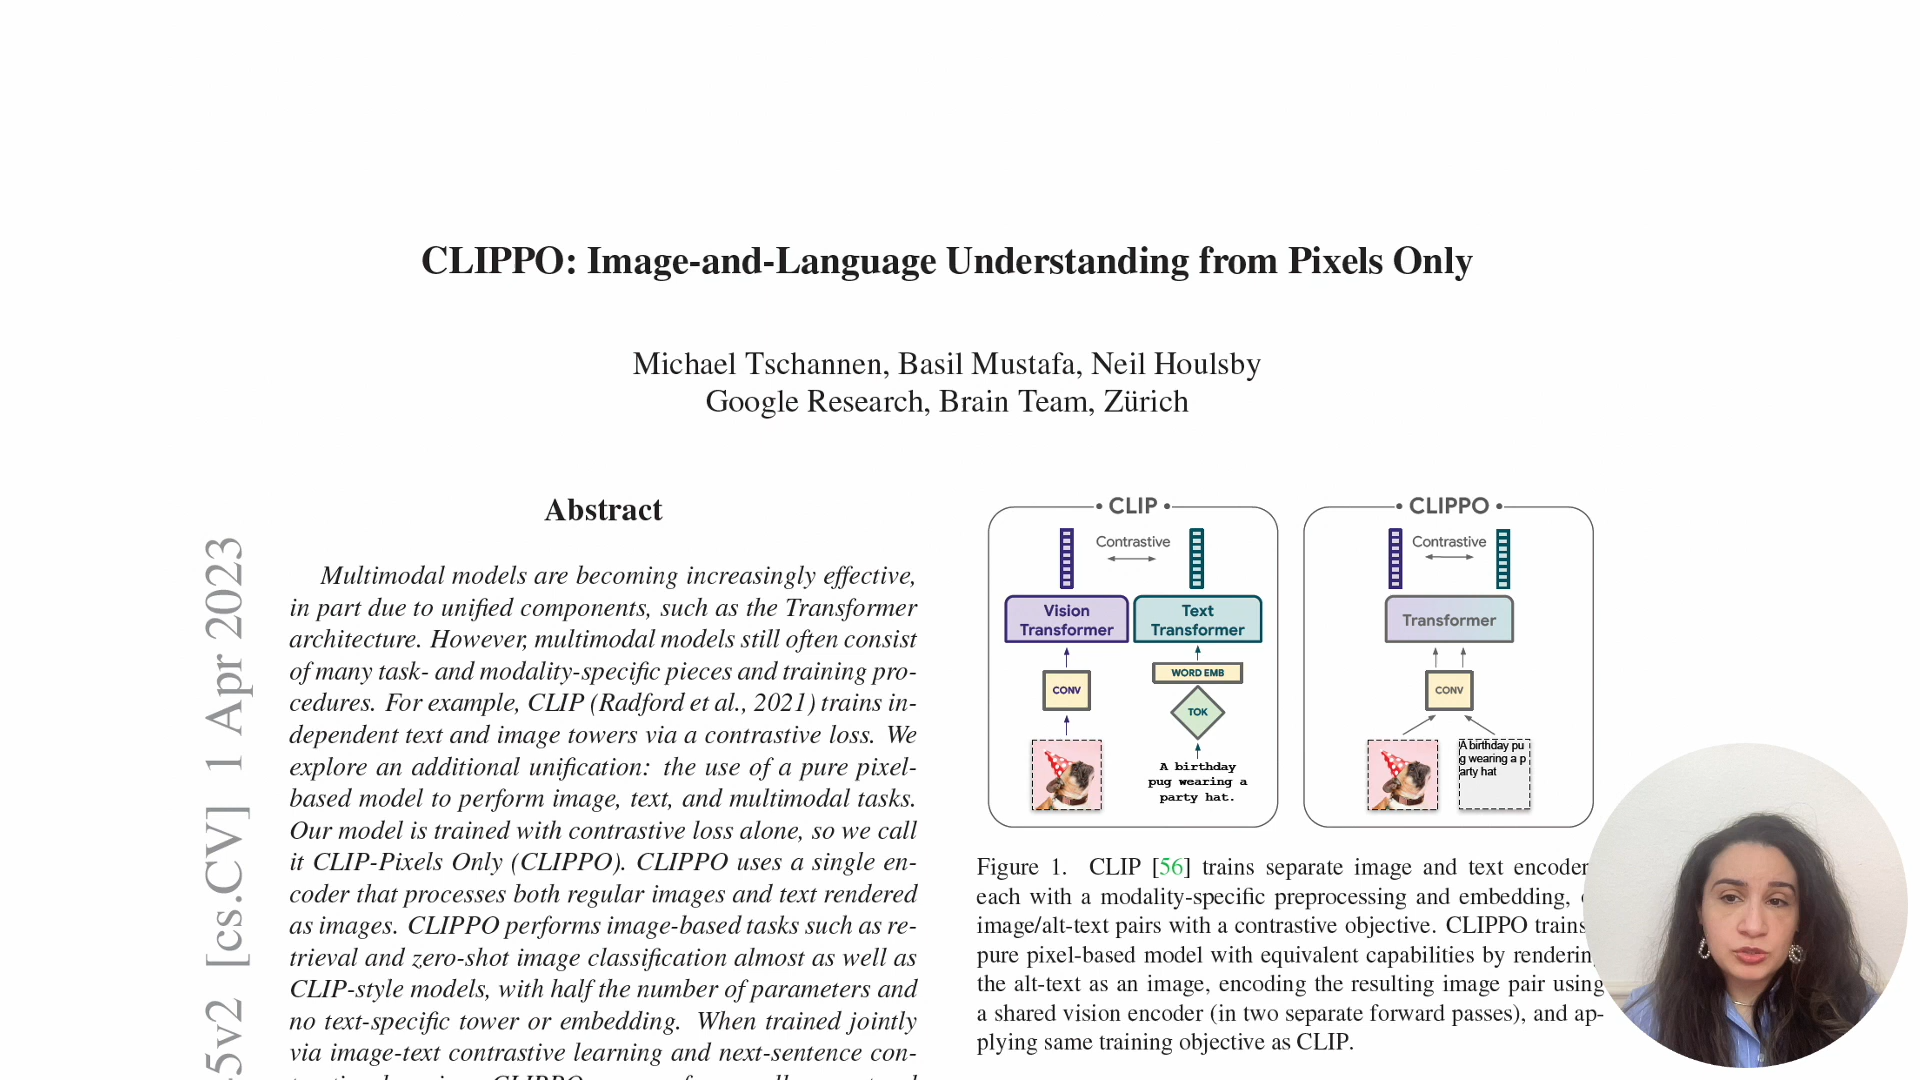 CLIPPO: Image-and-Language Understanding from Pixels Only
Michael Tschannen, Basil Mustafa, Neil Houlsby
Google Research, Brain Team, Zürich
5v2 [cs.CV] 1 Apr 2023
Abstract
Multimodal models are becoming increasingly effective,
in part due to unified components, such as the Transformer
architecture. However, multimodal models still often consist
of many task- and modality-specific pieces and training pro-
cedures. For example, CLIP (Radford et al., 2021) trains in-
dependent text and image towers via a contrastive loss. We
explore an additional unification: the use of a pure pixel-
based model to perform image, text, and multimodal tasks.
Our model is trained with contrastive loss alone, so we call
it CLIP-Pixels Only (CLIPPO). CLIPPO uses a single en-
coder that processes both regular images and text rendered
as images. CLIPPO performs image-based tasks such as re-
trieval and zero-shot image classification almost as well as
CLIP-style models, with half the number of parameters and
no text-specific tower or embedding. When trained jointly
via image-text contrastive learning and next-sentence con-
• CLIP •
Contrastive
Vision
Transformer
Text
Transformer
WORD EMB
CONV
TOK
A birthday
pug wearing a
party hat.
• CLIPPO •
Contrastive
Transformer
CONV
A birthday pu
g wearing a p
arty hat
Figure 1. CLIP [56] trains separate image and text encoder
each with a modality-specific preprocessing and embedding,
image/alt-text pairs with a contrastive objective. CLIPPO trains
pure pixel-based model with equivalent capabilities by renderin
the alt-text as an image, encoding the resulting image pair using
a shared vision encoder (in two separate forward passes), and ap-
plying same training objective as CLIP.